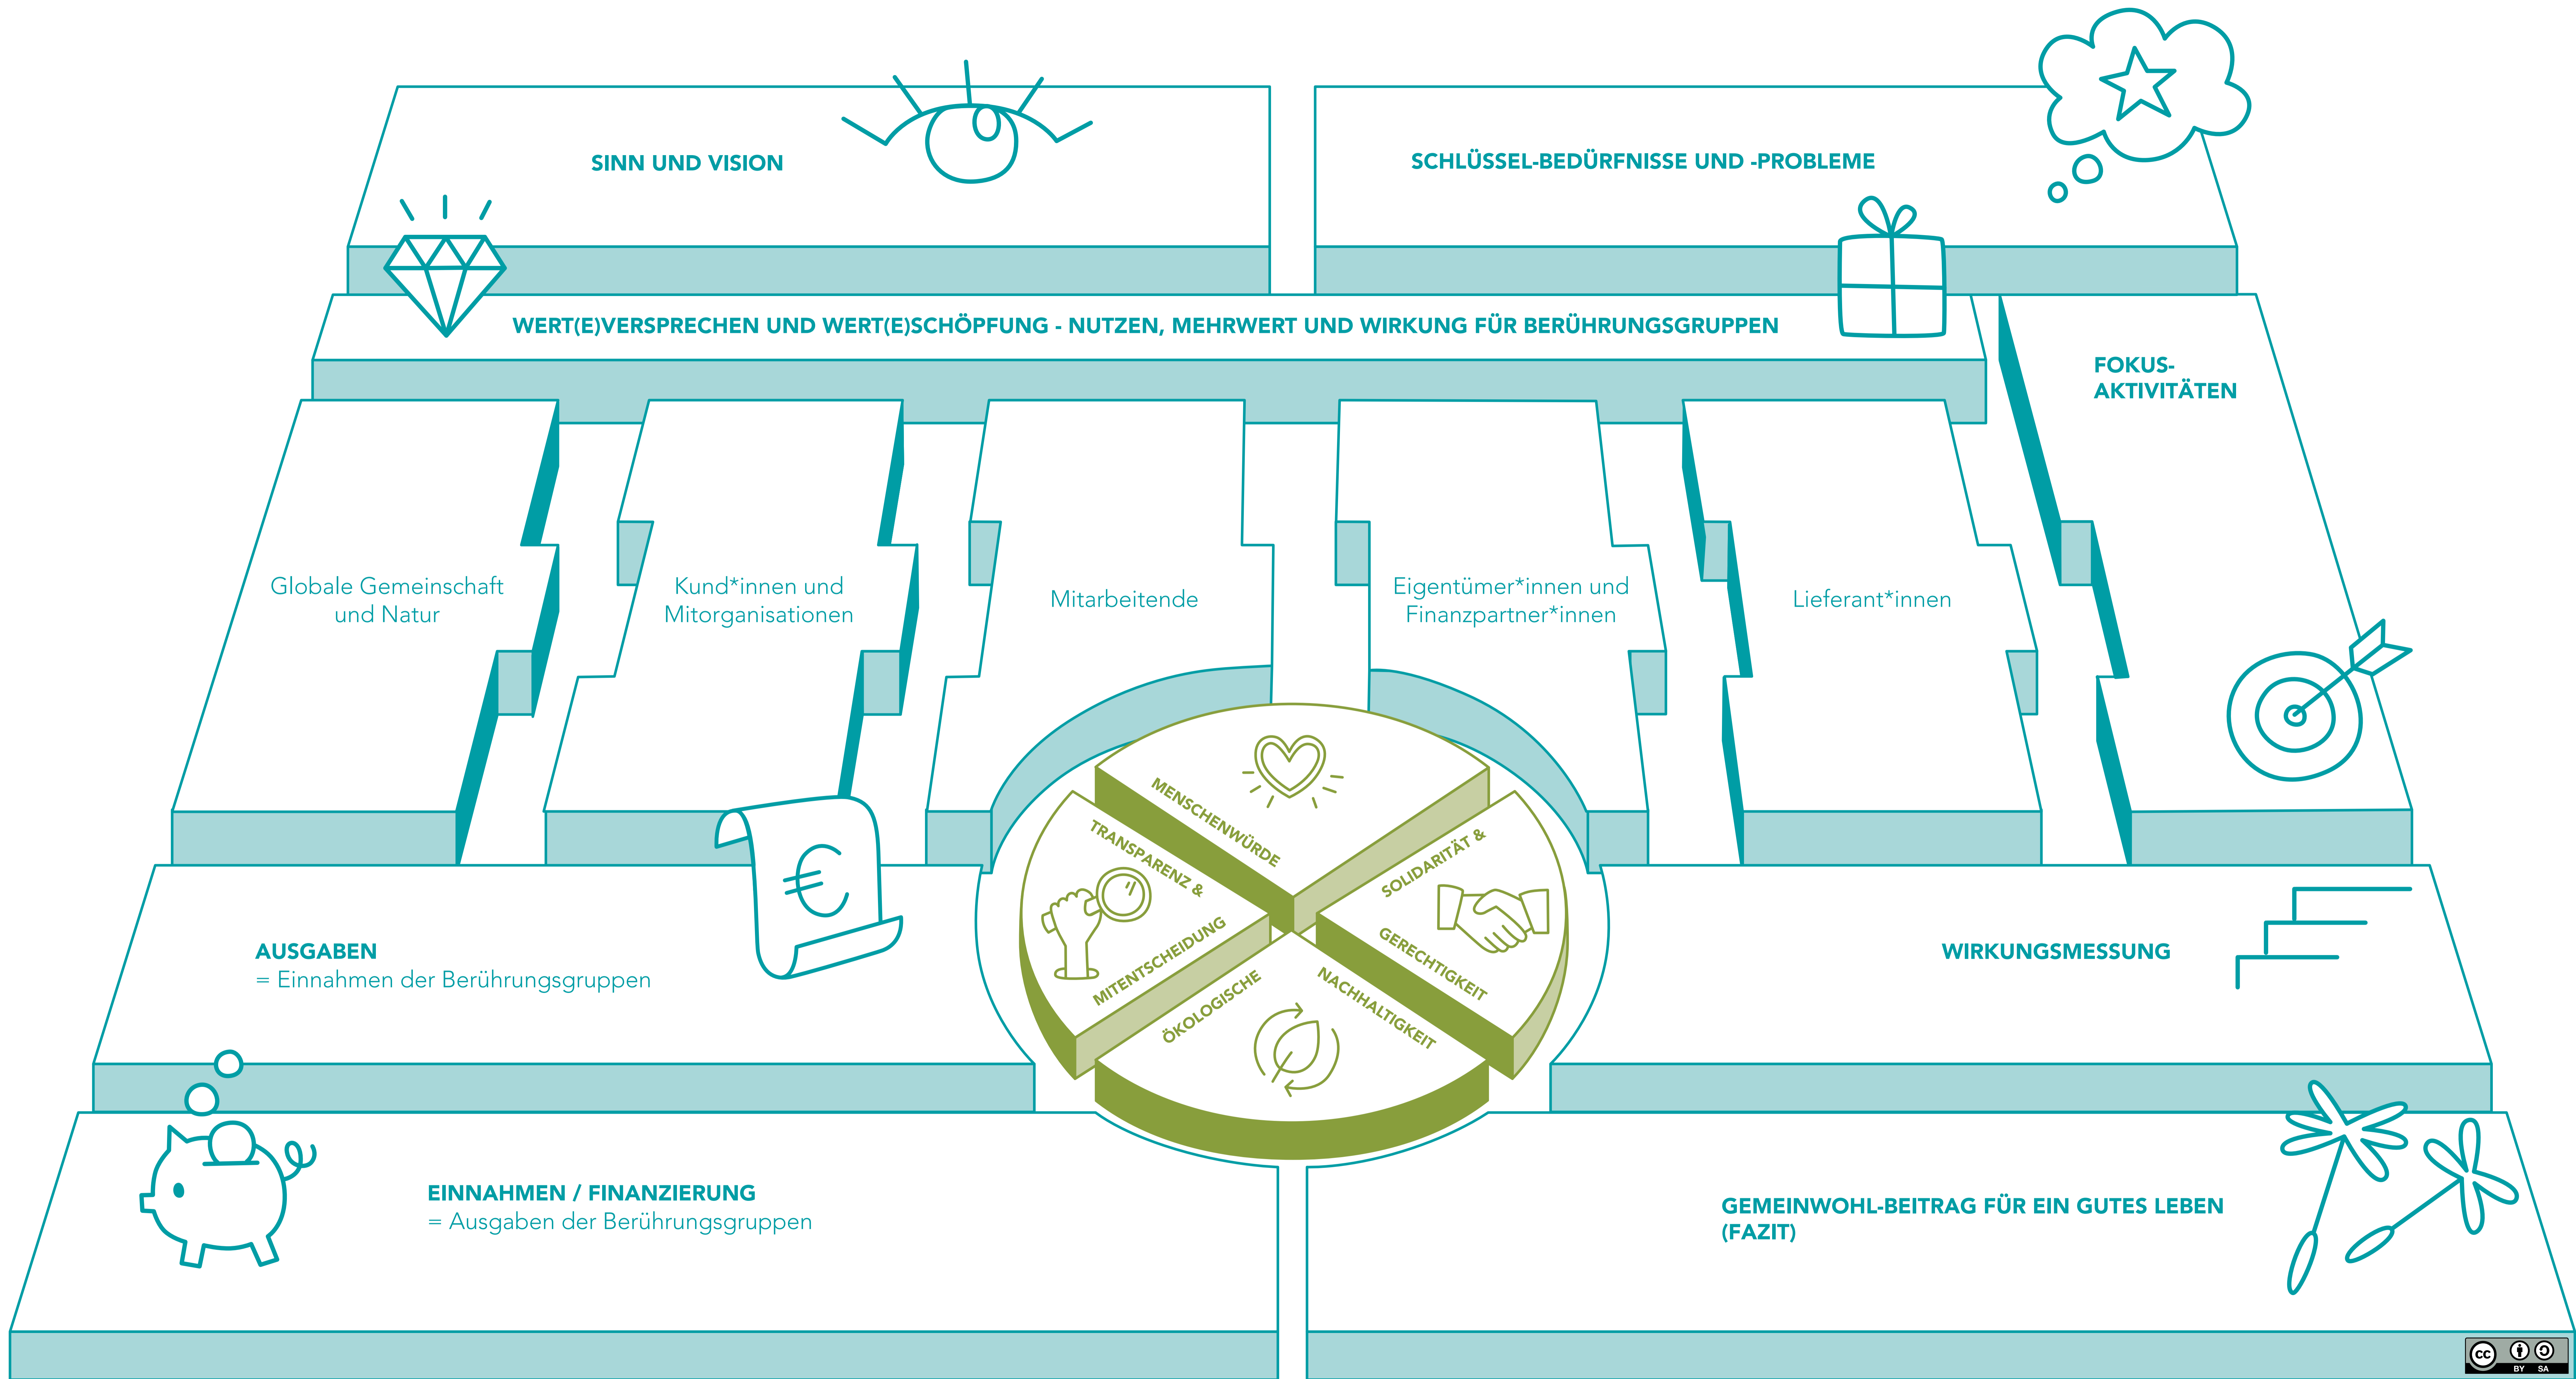 SINN UND VISION
SCHLÜSSEL-BEDÜRFNISSE UND -PROBLEME
WERT(E)VERSPRECHEN UND WERT(E)SCHÖPFUNG - NUTZEN, MEHRWERT UND WIRKUNG FÜR BERÜHRUNGSGRUPPEN
FOKUS-
AKTIVITÄTEN
Globale Gemeinschaft
und Natur
Kund*innen und
Mitorganisationen
Mitarbeitende
Eigentümer*innen und
Finanzpartner*innen
Lieferant*innen
MENSCHENWÜRDE
TRANSPARENZ &
MITENTSCHEIDUNG
SOLIDARITÄT &
GERECHTIGKEIT
ÖKOLOGISCHE
NACHHALTIGKEIT
€
AUSGABEN
= Einnahmen der Berührungsgruppen
WIRKUNGSMESSUNG
EINNAHMEN / FINANZIERUNG
= Ausgaben der Berührungsgruppen
GEMEINWOHL-BEITRAG FÜR EIN GUTES LEBEN
(FAZIT)
cc
BY SA